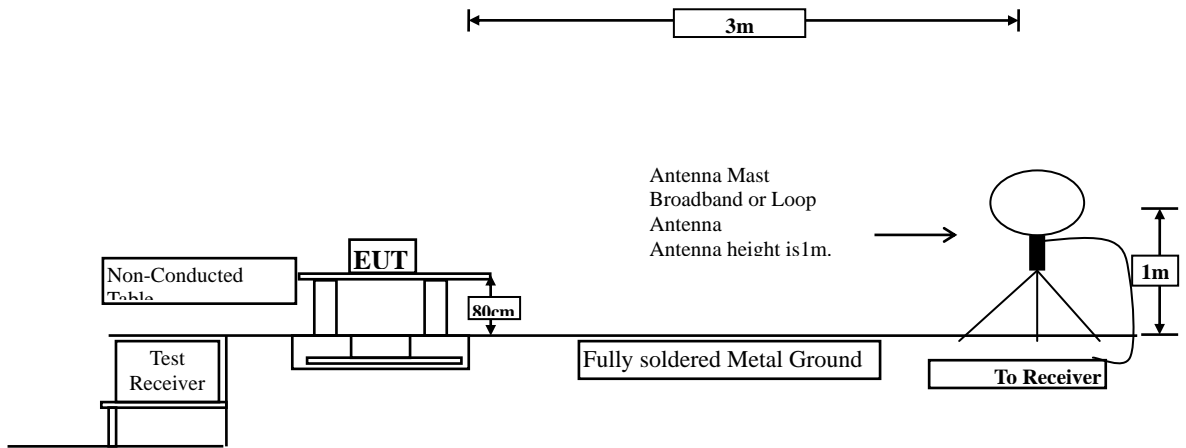 3m
Antenna Mast
Broadband or Loop
Antenna
Antenna height is1m.
EUT
Non-Conducted
Table
80cm
1m
Test
Receiver
Fully soldered Metal Ground
To Receiver